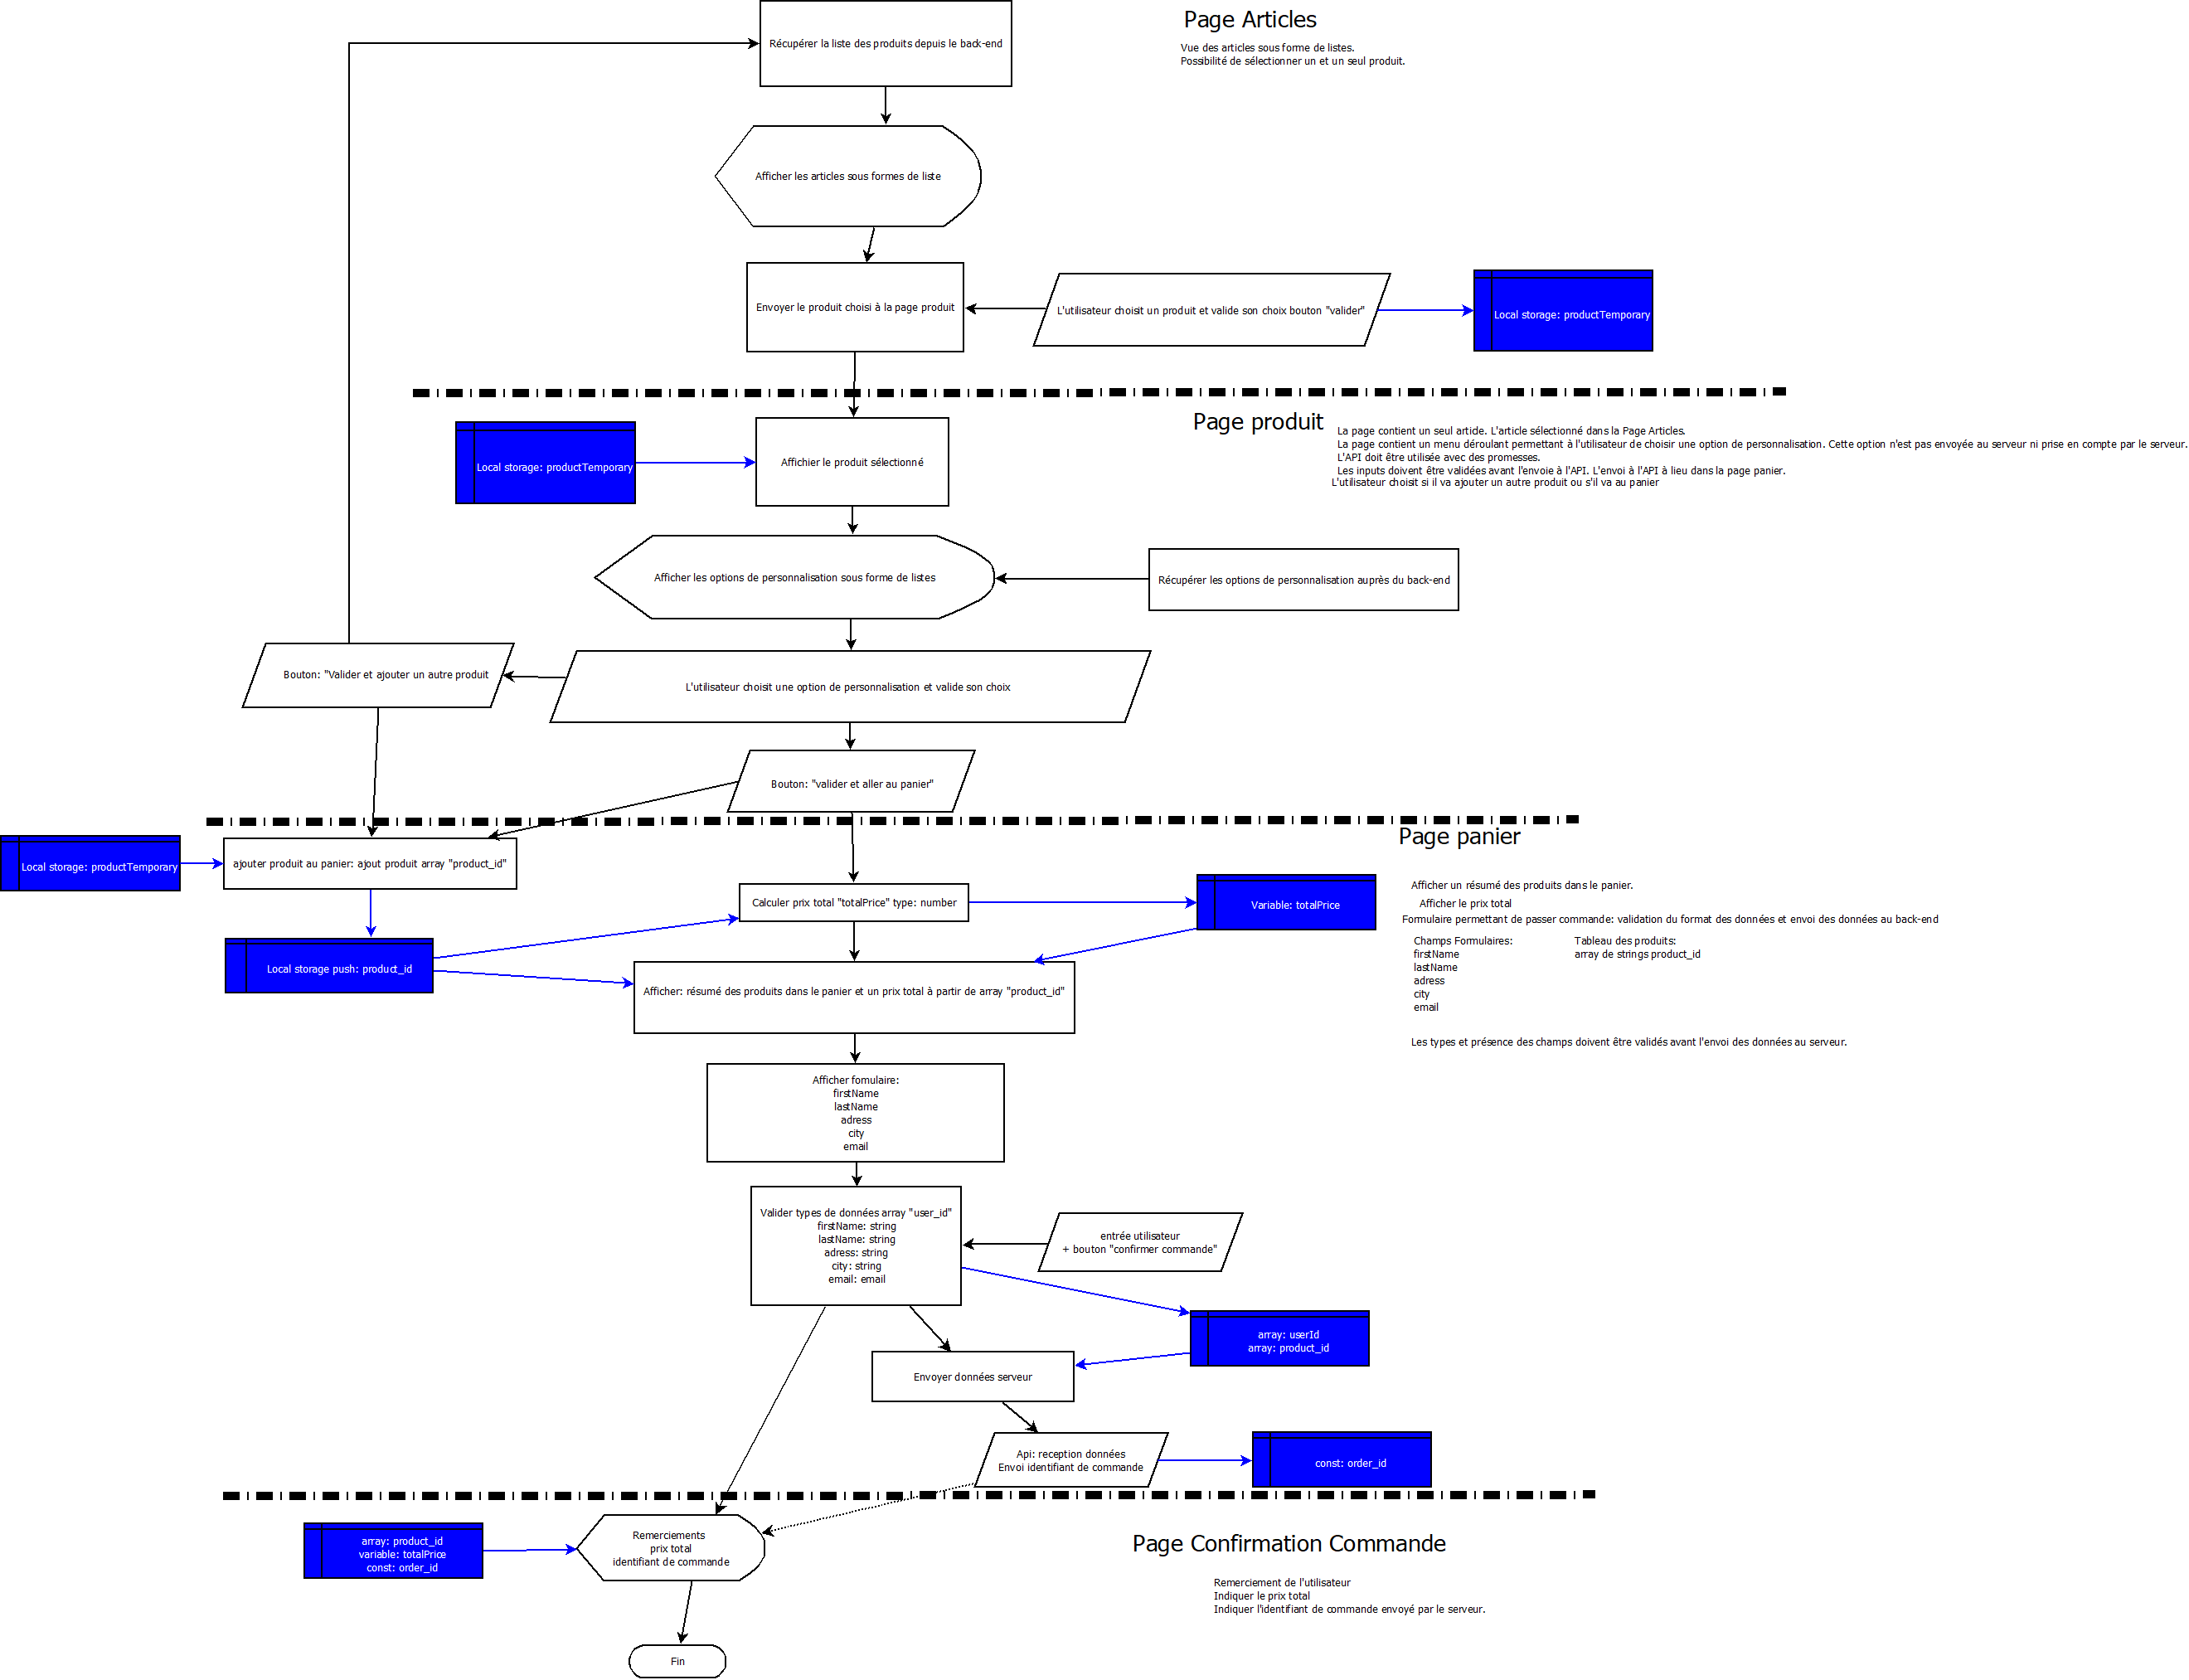 Page Articles
Récupérer la liste des produits depuis le back-end
Vue des articles sous forme de listes.
Possibilité de sélectionner un et un seul produit.
Afficher les articles sous formes de liste
Envoyer le produit choisi à la page produit
L'utilisateur choisit un produit et valide son choix bouton "valider"
Local storage: productTemporary
Page produit
La page contient un seul article. L'article sélectionné dans la Page Articles.
La page contient un menu déroulant permettant à l'utilisateur de choisir une option de personnalisation. Cette option n'est pas envoyée au serveur ni prise en compte par le serveur.
L'API doit être utilisée avec des promesses.
Les inputs doivent être validées avant l'envoie à l'API. L'envoi à l'API à lieu dans la page panier.
L'utilisateur choisit si il va ajouter un autre produit ou s'il va au panier
Local storage: productTemporary
Affichier le produit sélectionné
Afficher les options de personnalisation sous forme de listes
Récupérer les options de personnalisation auprès du back-end
Bouton: "Valider et ajouter un autre produit
L'utilisateur choisit une option de personnalisation et valide son choix
Bouton: "valider et aller au panier"
Page panier
Local storage: productTemporary
ajouter produit au panier: ajout produit array "product_id"
Calculer prix total "totalPrice" type: number
Variable: totalPrice
Afficher un résumé des produits dans le panier.
Afficher le prix total
Formulaire permettant de passer commande: validation du format des données et envoi des données au back-end
Champs Formulaires:
firstName
lastName
adress
city
email
Tableau des produits:
array de strings product_id
Les types et présence des champs doivent être validés avant l'envoi des données au serveur.
Local storage push: product_id
Afficher: résumé des produits dans le panier et un prix total à partir de array "product_id"
Afficher fomulaire:
firstName
lastName
adress
city
email
Valider types de données array "user_id"
firstName: string
lastName: string
adress: string
city: string
email: email
entrée utilisateur
+ bouton "confirmer commande"
array: userId
array: product_id
Envoyer données serveur
Api: reception données
Envoi identifiant de commande
const: order_id
Page Confirmation Commande
array: product_id
variable: totalPrice
const: order_id
Remerciements
prix total
identifiant de commande
Remerciement de l'utilisateur
Indiquer le prix total
Indiquer l'identifiant de commande envoyé par le serveur.
Fin